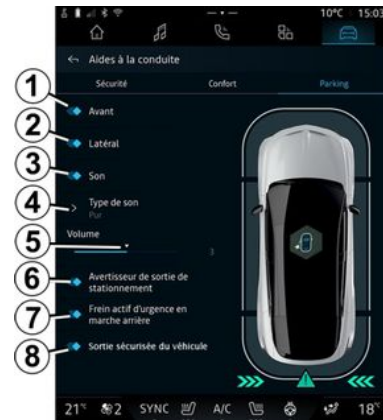 10°C 15:03
Aides à la conduite
Sécurité Confort Parking
1
Avant
2
Latéral
3
Son
4
Type de son
Pur
Volume
5
3
6
Avertisseur de sortie de
stationnement
7
Frein actif d'urgence en
marche arrière
8
Sortie sécurisée du véhicule
21° 2 SYNC A/C 18°